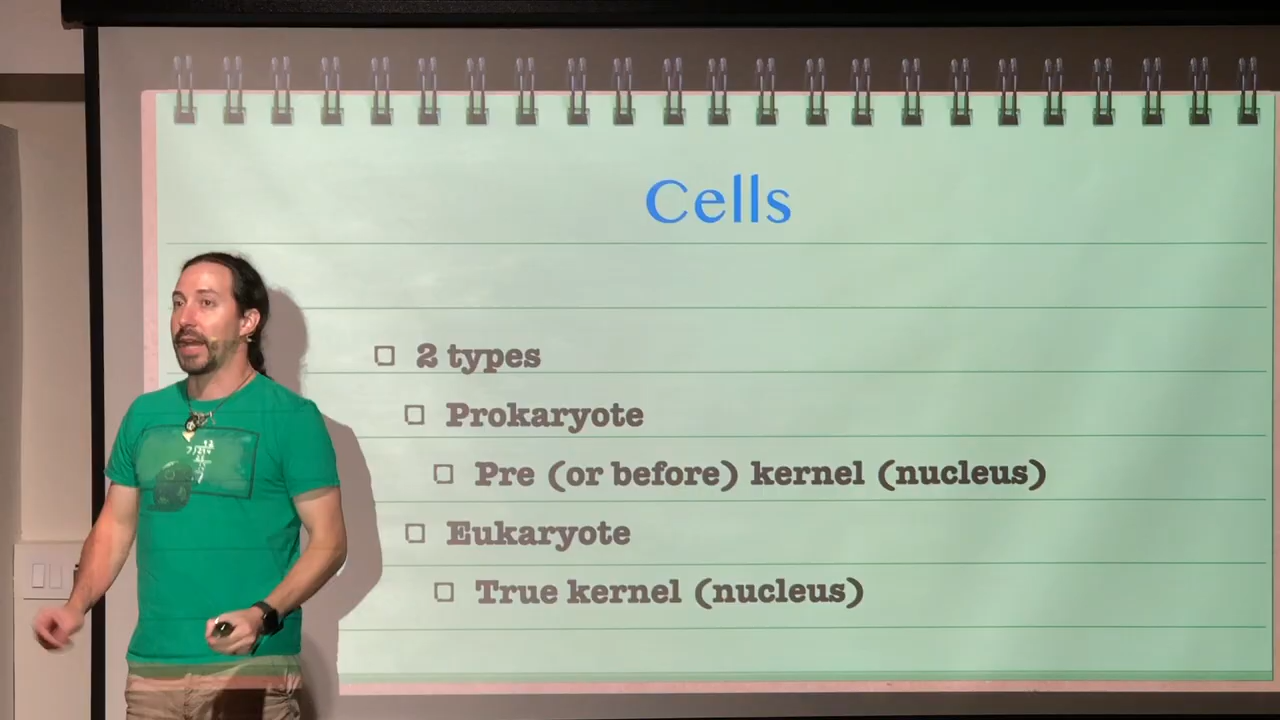 Cells
2 types
Prokaryote
Pre (or before) kernel (nucleus)
Eukaryote
True kernel (nucleus)